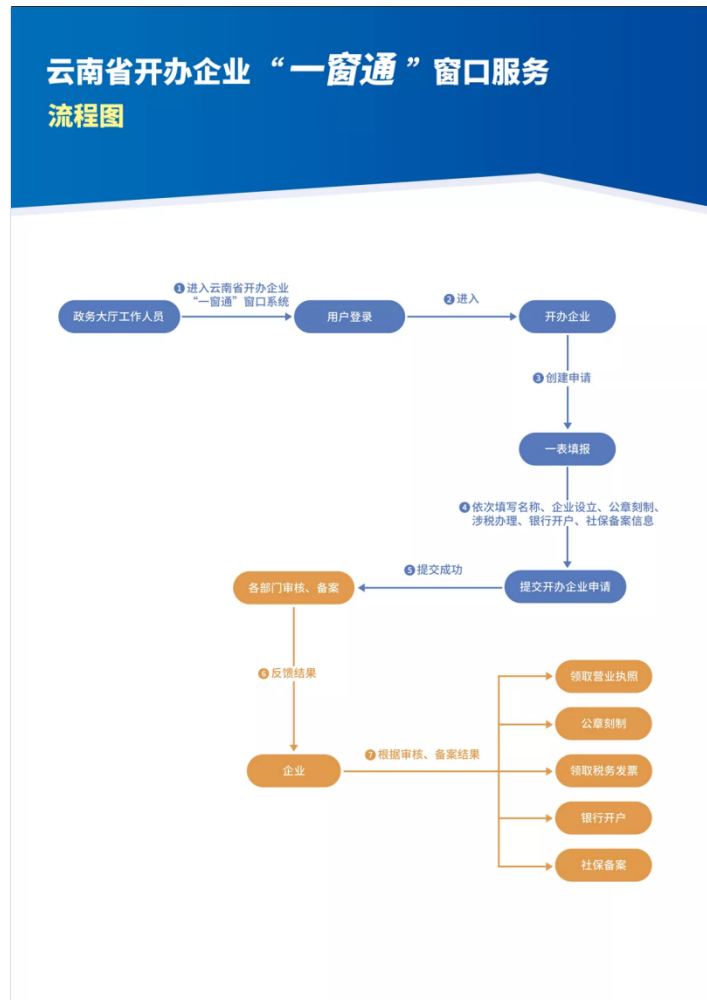 云南省开办企业“一窗通”窗口服务
流程图
❶进入云南省开办企业
“一窗通”窗口系统
政务大厅工作人员
用户登录
❷进入
开办企业
❸创建申请
一表填报
❹依次填写名称、企业设立、公章刻制、
涉税办理、银行开户、社保备案信息
提交开办企业申请
❺提交成功
各部门审核、备案
❻反馈结果
企业
❼根据审核、备案结果
领取营业执照
公章刻制
领取税务发票
银行开户
社保备案